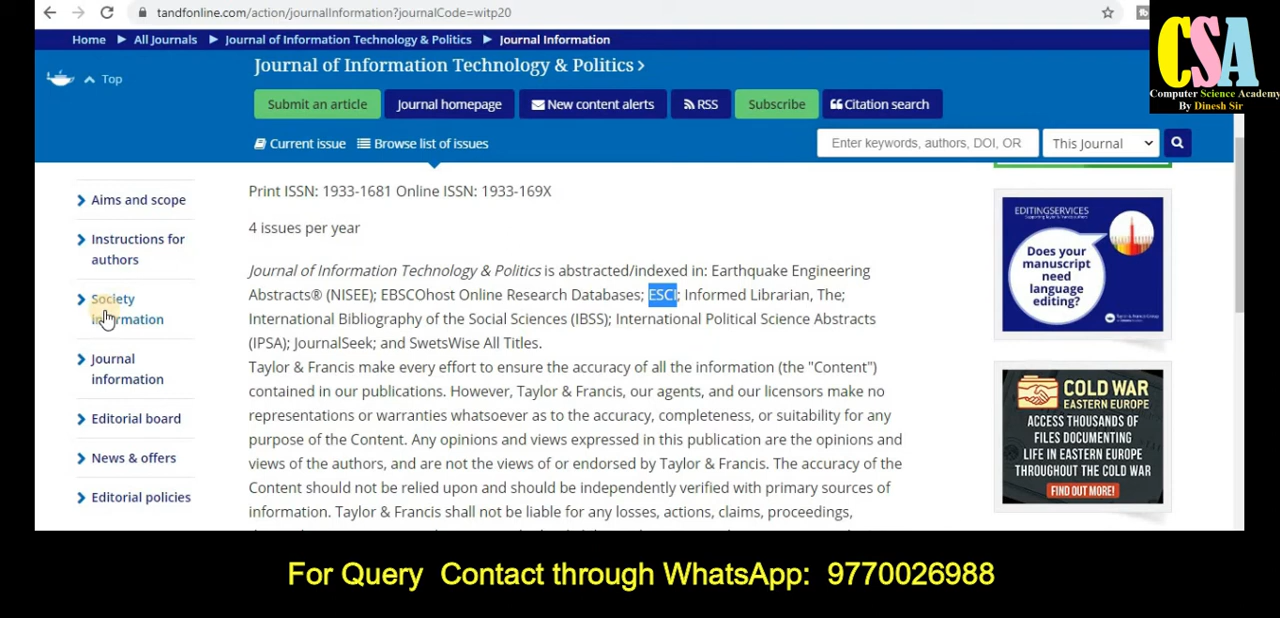 tandfonline.com/action/journalInformation?journalCode=witp20
CSA
Computer Science Academy
By Dinesh Sir
Home All Journals Journal of Information Technology & Politics Journal Information
Top
Journal of Information Technology & Politics
Submit an article Journal homepage New content alerts RSS Subscribe Citation search
Current issue Browse list of issues
Enter keywords, authors, DOI, OR This Journal
Aims and scope
Instructions for
authors
Society
information
Journal
information
Editorial board
News & offers
Editorial policies
Print ISSN: 1933-1681 Online ISSN: 1933-169X
4 issues per year
Journal of Information Technology & Politics is abstracted/indexed in: Earthquake Engineering
Abstracts® (NISEE); EBSCOhost Online Research Databases; ESCI; Informed Librarian, The;
International Bibliography of the Social Sciences (IBSS); International Political Science Abstracts
(IPSA); JournalSeek; and SwetsWise All Titles.
Taylor & Francis make every effort to ensure the accuracy of all the information (the "Content")
contained in our publications. However, Taylor & Francis, our agents, and our licensors make no
representations or warranties whatsoever as to the accuracy, completeness, or suitability for any
purpose of the Content. Any opinions and views expressed in this publication are the opinions and
views of the authors, and are not the views of or endorsed by Taylor & Francis. The accuracy of the
Content should not be relied upon and should be independently verified with primary sources of
information. Taylor & Francis shall not be liable for any losses, actions, claims, proceedings,
EDITINGSERVICES
Does your
manuscript
need
language
editing?
COLD WAR
EASTERN EUROPE
ACCESS THOUSANDS OF
FILES DOCUMENTING
LIFE IN EASTERN EUROPE
THROUGHOUT THE COLD WAR
FIND OUT MORE!
For Query Contact through WhatsApp: 9770026988